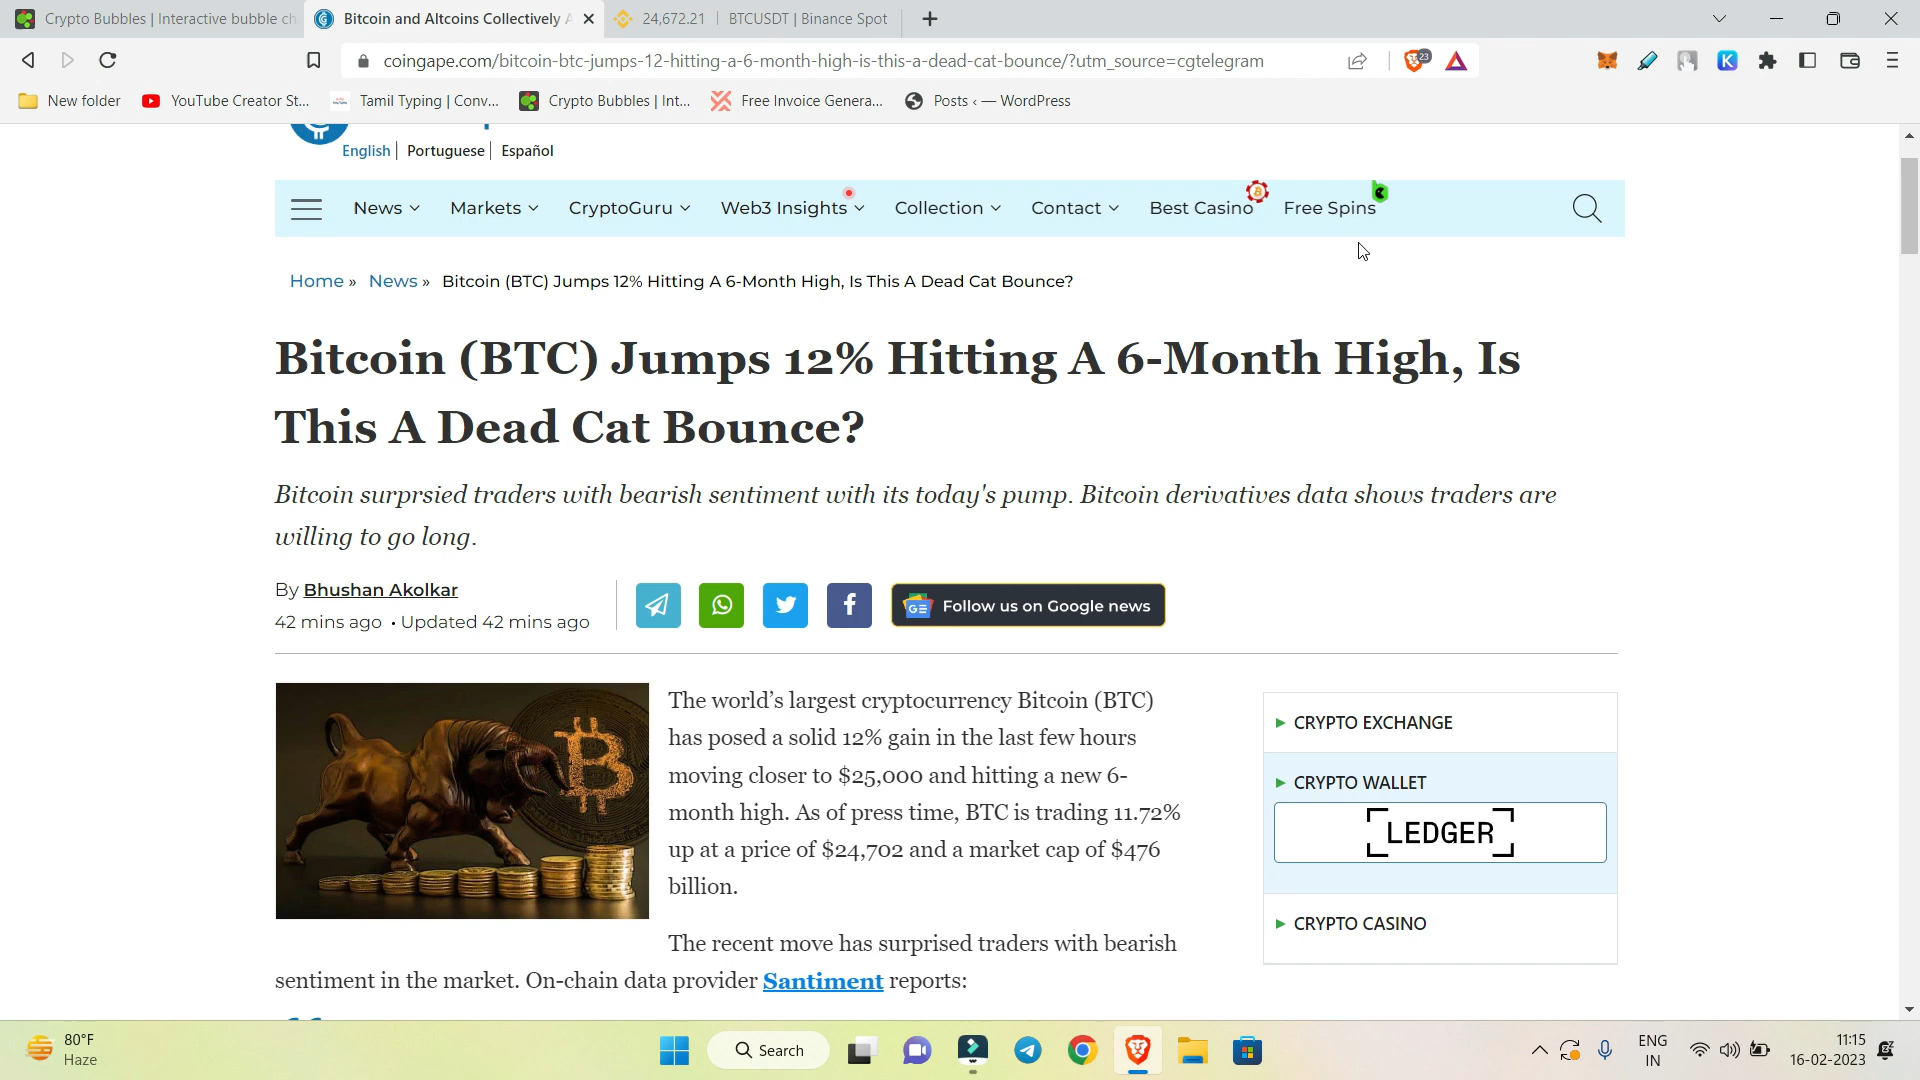 Crypto Bubbles | Interactive bubble ch
Bitcoin and Altcoins Collectively A
24,672.21 | BTCUSDT | Binance Spot
coingape.com/bitcoin-btc-jumps-12-hitting-a-6-month-high-is-this-a-dead-cat-bounce/?utm_source=cgtelegram
23
New folder
YouTube Creator St...
Tamil Typing | Conv...
Crypto Bubbles | Int...
Free Invoice Genera...
Posts ‹ — WordPress
English | Portuguese | Español
News
Markets
CryptoGuru
Web3 Insights
Collection
Contact
Best Casino
Free Spins
Home » News » Bitcoin (BTC) Jumps 12% Hitting A 6-Month High, Is This A Dead Cat Bounce?
Bitcoin (BTC) Jumps 12% Hitting A 6-Month High, Is
This A Dead Cat Bounce?
Bitcoin surprsied traders with bearish sentiment with its today's pump. Bitcoin derivatives data shows traders are
willing to go long.
By Bhushan Akolkar
42 mins ago • Updated 42 mins ago
Follow us on Google news
The world’s largest cryptocurrency Bitcoin (BTC)
has posed a solid 12% gain in the last few hours
moving closer to $25,000 and hitting a new 6-
month high. As of press time, BTC is trading 11.72%
up at a price of $24,702 and a market cap of $476
billion.
The recent move has surprised traders with bearish
sentiment in the market. On-chain data provider Santiment reports:
CRYPTO EXCHANGE
CRYPTO WALLET
LEDGER
CRYPTO CASINO
80°F
Haze
Search
ENG
IN
11:15
16-02-2023